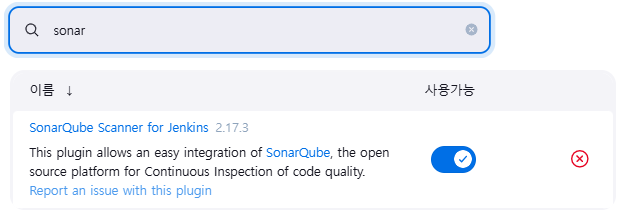 sonar
이름 ↓ 사용가능
SonarQube Scanner for Jenkins 2.17.3
This plugin allows an easy integration of SonarQube, the open
source platform for Continuous Inspection of code quality.
Report an issue with this plugin